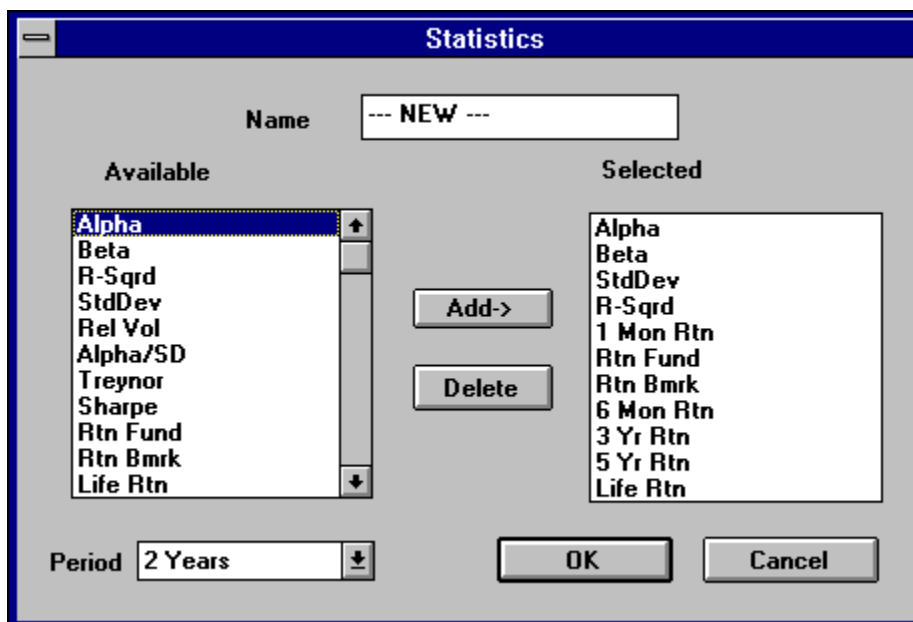 Statistics
Name
--- NEW ---
Available
Alpha
Beta
R-Sqrd
StdDev
Rel Vol
Alpha/SD
Treynor
Sharpe
Rtn Fund
Rtn Bmrk
Life Rtn
Add->
Delete
Selected
Alpha
Beta
StdDev
R-Sqrd
1 Mon Rtn
Rtn Fund
Rtn Bmrk
6 Mon Rtn
3 Yr Rtn
5 Yr Rtn
Life Rtn
Period
2 Years
OK
Cancel